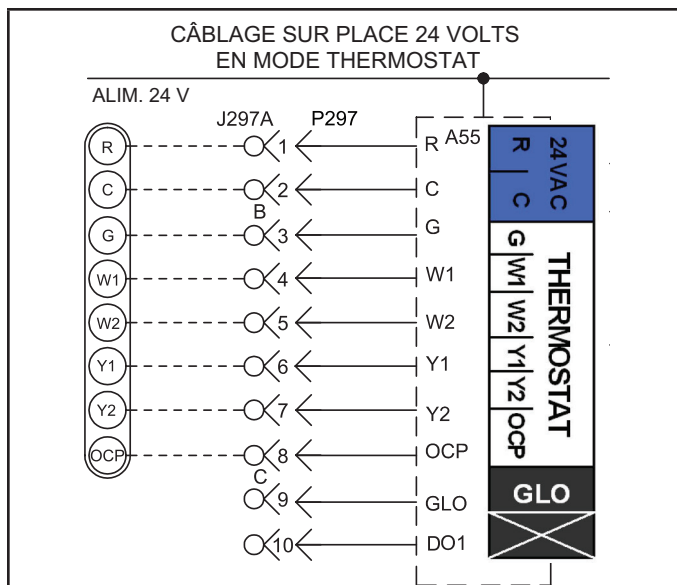 CÂBLAGE SUR PLACE 24 VOLTS
EN MODE THERMOSTAT
ALIM. 24 V
J297A P297
A55
R 1 R
C 2 C
B
G 3 G
W1 4 W1
W2 5 W2
Y1 6 Y1
Y2 7 Y2
OCP 8 OCP
C
9 GLO
10 DO1
24 VAC
R C
THERMOSTAT
G W1 W2 Y1 Y2 OCP
GLO